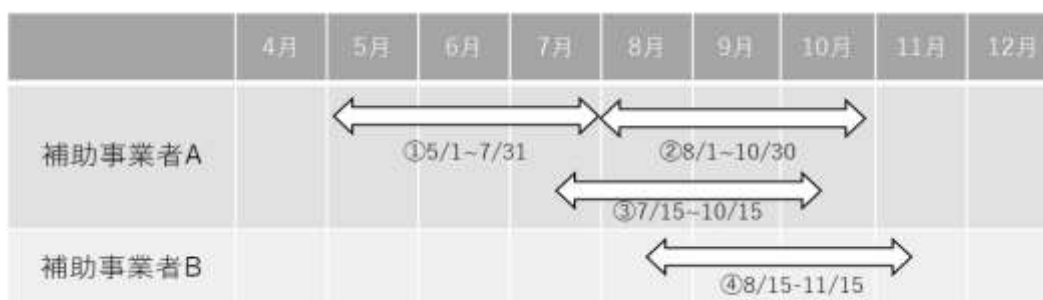 4月 5月 6月 7月 8月 9月 10月 11月 12月
補助事業者A
①5/1~7/31 ②8/1~10/30
③7/15~10/15
補助事業者B
④8/15-11/15